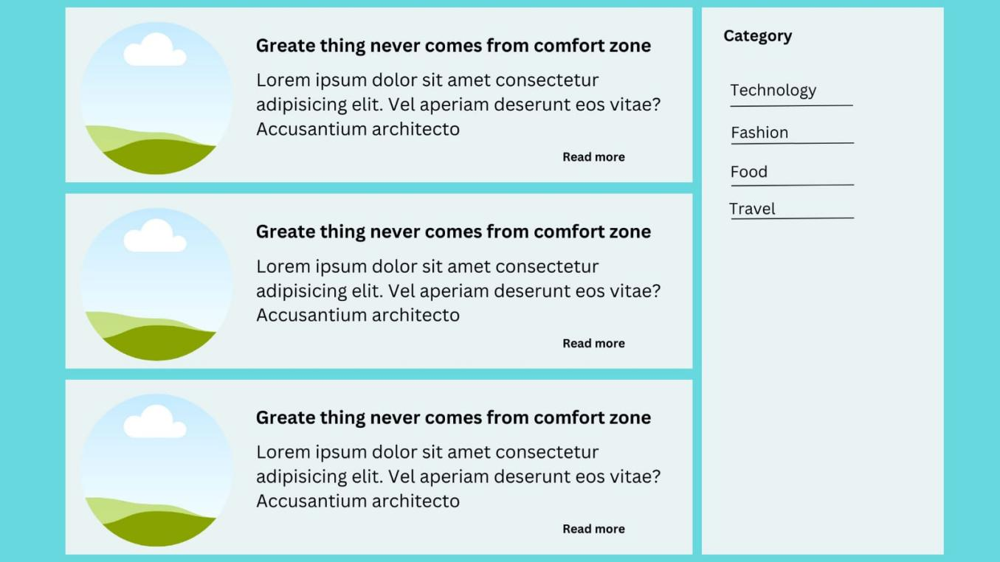 Greate thing never comes from comfort zone
Lorem ipsum dolor sit amet consectetur
adipisicing elit. Vel aperiam deserunt eos vitae?
Accusantium architecto
Read more
Greate thing never comes from comfort zone
Lorem ipsum dolor sit amet consectetur
adipisicing elit. Vel aperiam deserunt eos vitae?
Accusantium architecto
Read more
Greate thing never comes from comfort zone
Lorem ipsum dolor sit amet consectetur
adipisicing elit. Vel aperiam deserunt eos vitae?
Accusantium architecto
Read more
Category
Technology
Fashion
Food
Travel